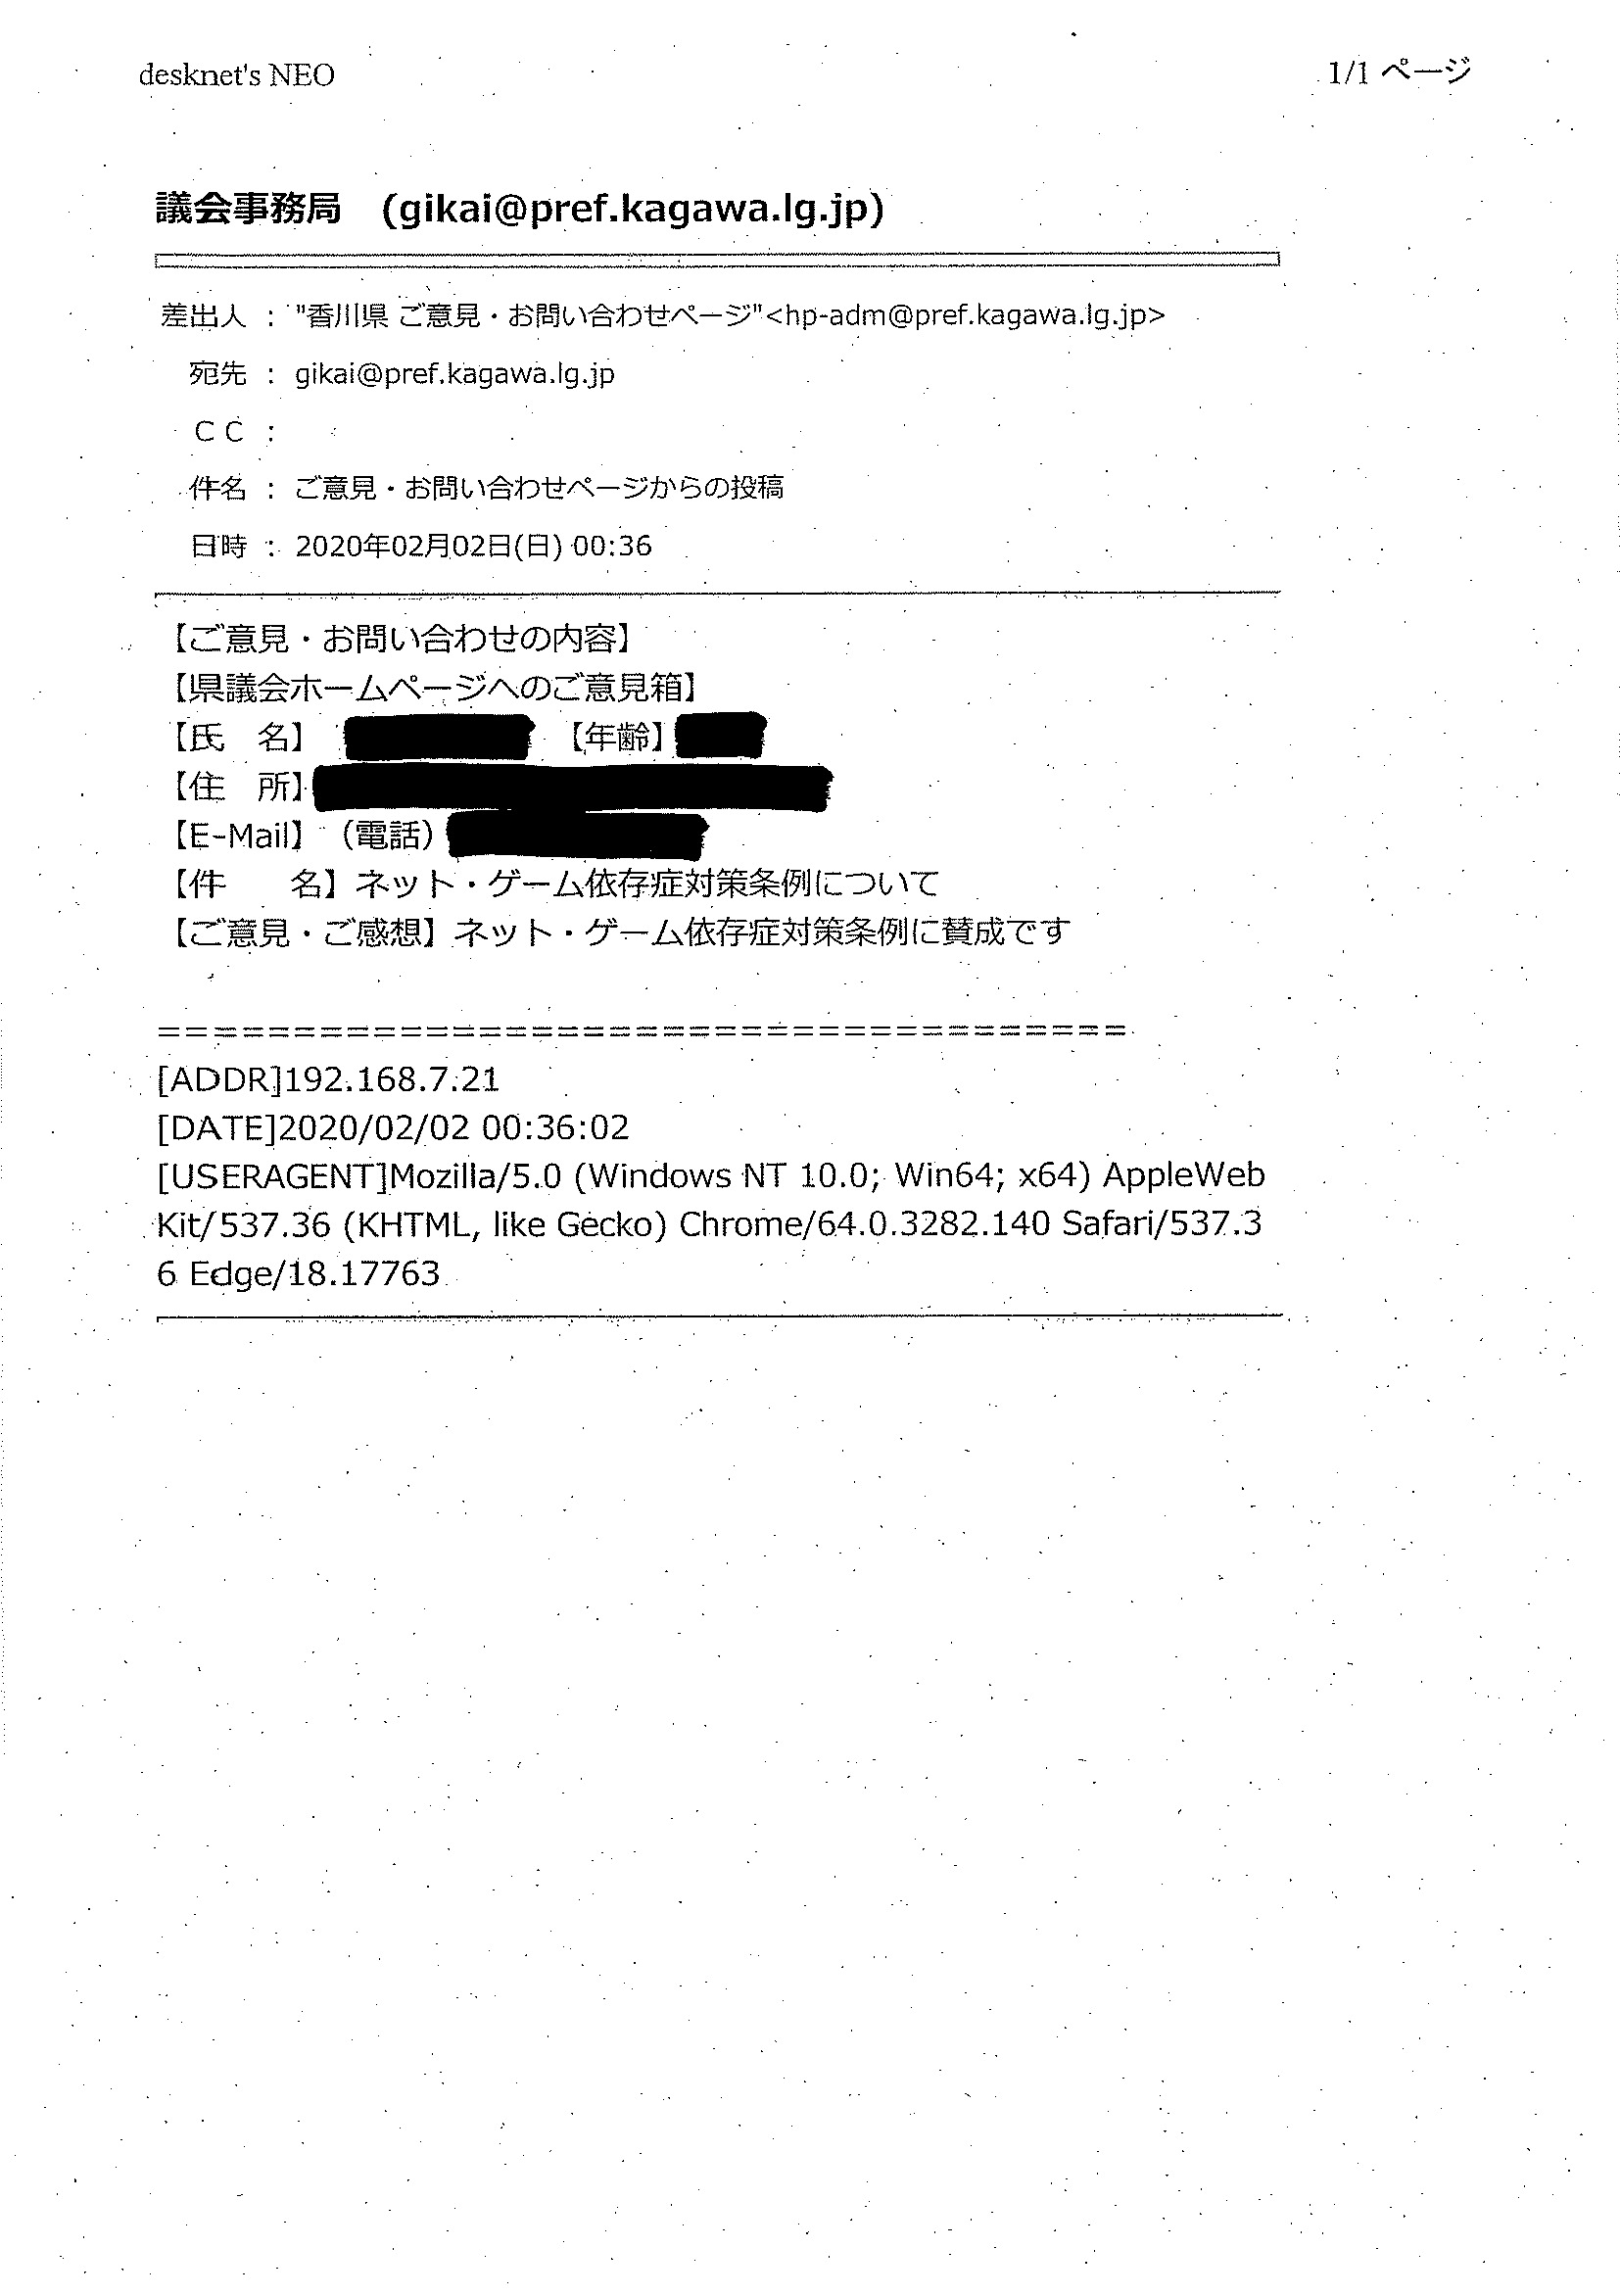 desknet's NEO
1/1 ページ
議会事務局　(gikai@pref.kagawa.lg.jp)
差出人 : "香川県 ご意見・お問い合わせページ"<hp-adm@pref.kagawa.lg.jp>
宛先 : gikai@pref.kagawa.lg.jp
ＣＣ :
件名 : ご意見・お問い合わせページからの投稿
日時 : 2020年02月02日(日) 00:36
【ご意見・お問い合わせの内容】
【県議会ホームページへのご意見箱】
【氏　名】　【年齢】
【住　所】
【E-Mail】（電話）
【件　　名】ネット・ゲーム依存症対策条例について
【ご意見・ご感想】ネット・ゲーム依存症対策条例に賛成です
=====================================
[ADDR]192.168.7.21
[DATE]2020/02/02 00:36:02
[USERAGENT]Mozilla/5.0 (Windows NT 10.0; Win64; x64) AppleWeb
Kit/537.36 (KHTML, like Gecko) Chrome/64.0.3282.140 Safari/537.3
6 Edge/18.17763